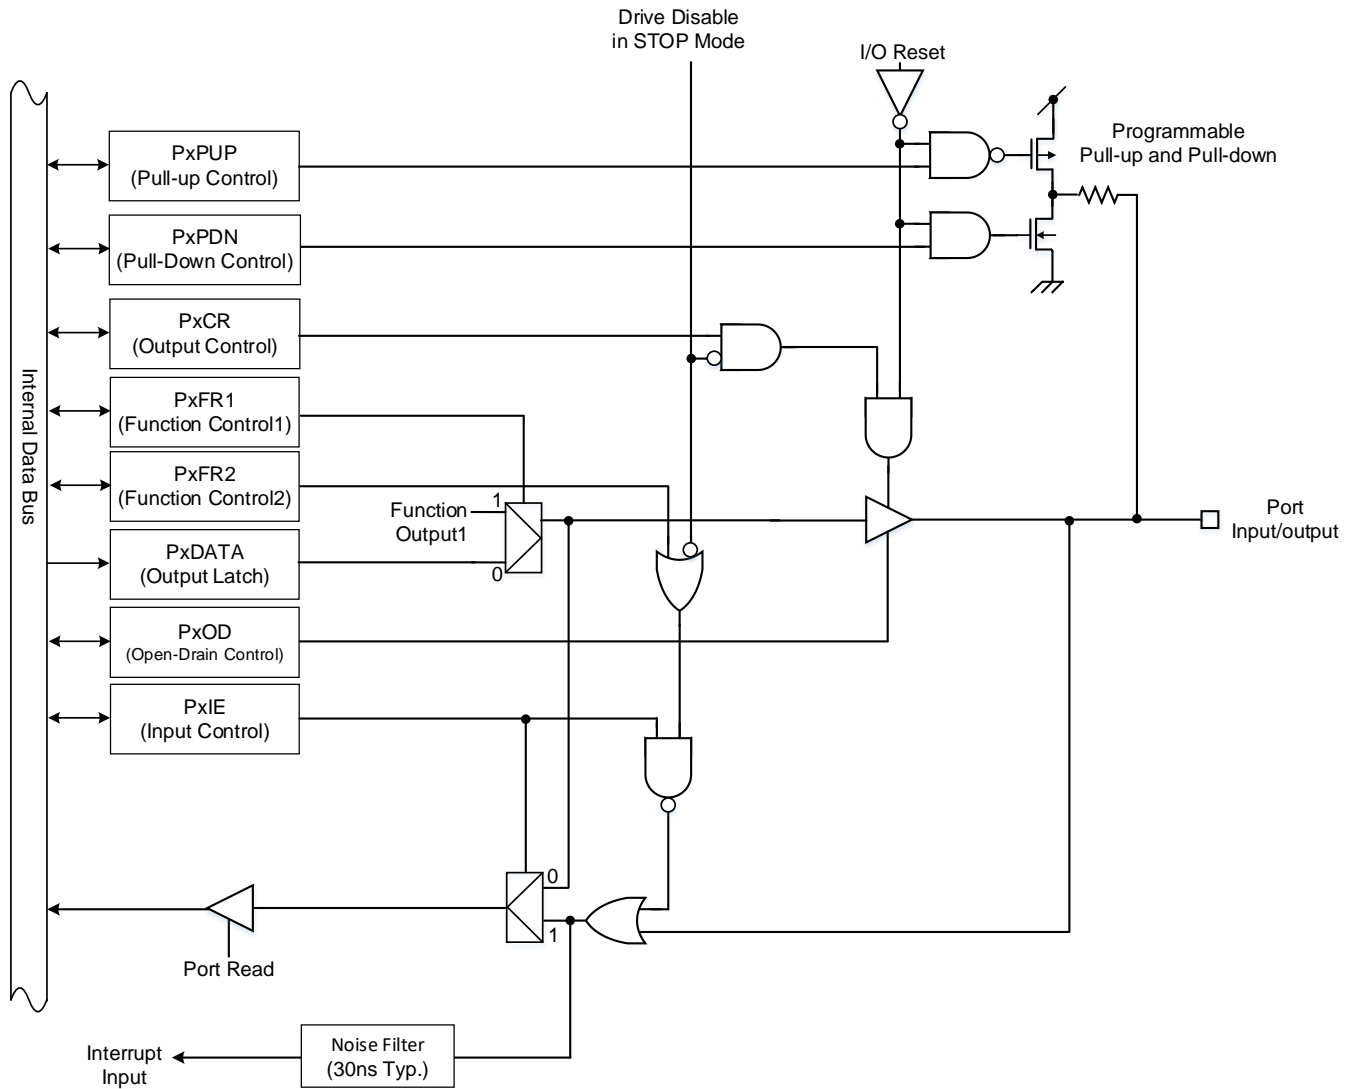 Drive Disable
in STOP Mode
I/O Reset
Programmable
Pull-up and Pull-down
PxPUP
(Pull-up Control)
PxPDN
(Pull-Down Control)
PxCR
(Output Control)
PxFR1
(Function Control1)
PxFR2
(Function Control2)
Internal Data Bus
Function
Output1
1
0
PxDATA
(Output Latch)
Port
Input/output
PxOD
(Open-Drain Control)
PxIE
(Input Control)
0
1
Port Read
Noise Filter
(30ns Typ.)
Interrupt
Input